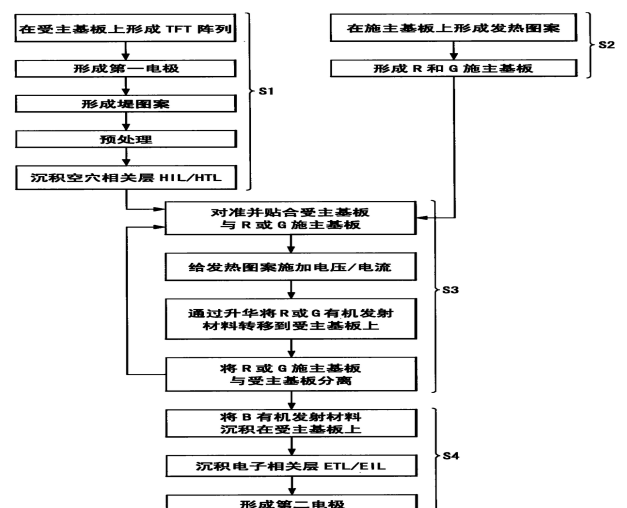 在受主基板上形成 TFT 阵列
形成第一电极
形成堤图案
预处理
沉积空穴相关层 HIL/HTL
S1
在施主基板上形成发热图案
形成 R 和 G 施主基板
S2
对准并贴合受主基板
与 R 或 G 施主基板
给发热图案施加电压/电流
通过升华将 R 或 G 有机发射
材料转移到受主基板上
将 R 或 G 施主基板
与受主基板分离
S3
将 B 有机发射材料
沉积在受主基板上
沉积电子相关层 ETL/EIL
形成第二电极
S4